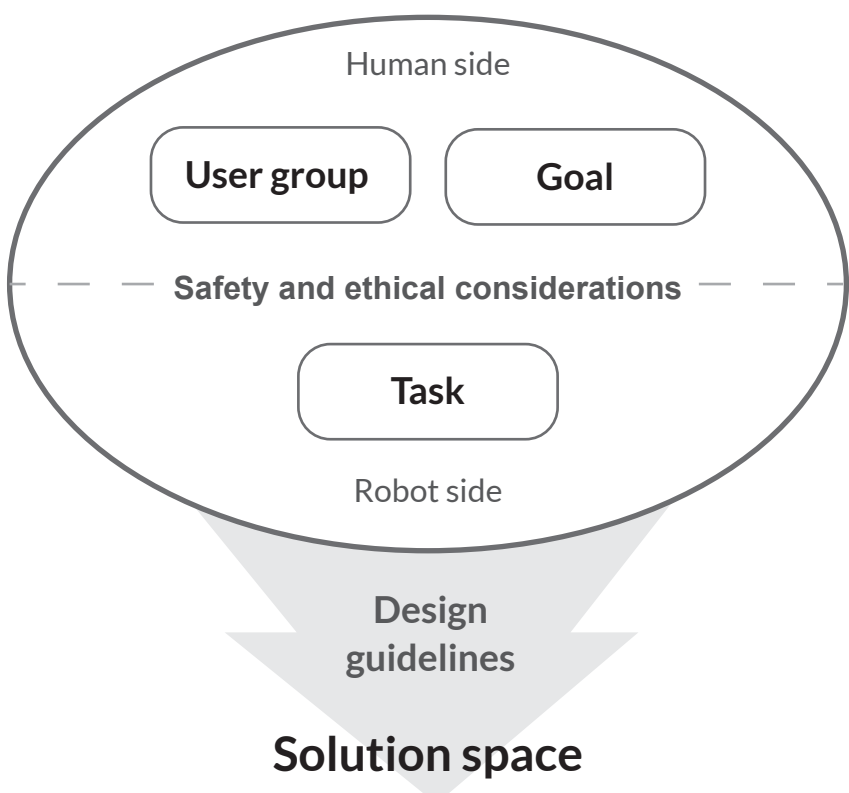 Human side
User group
Goal
Safety and ethical considerations
Task
Robot side
Design
guidelines
Solution space